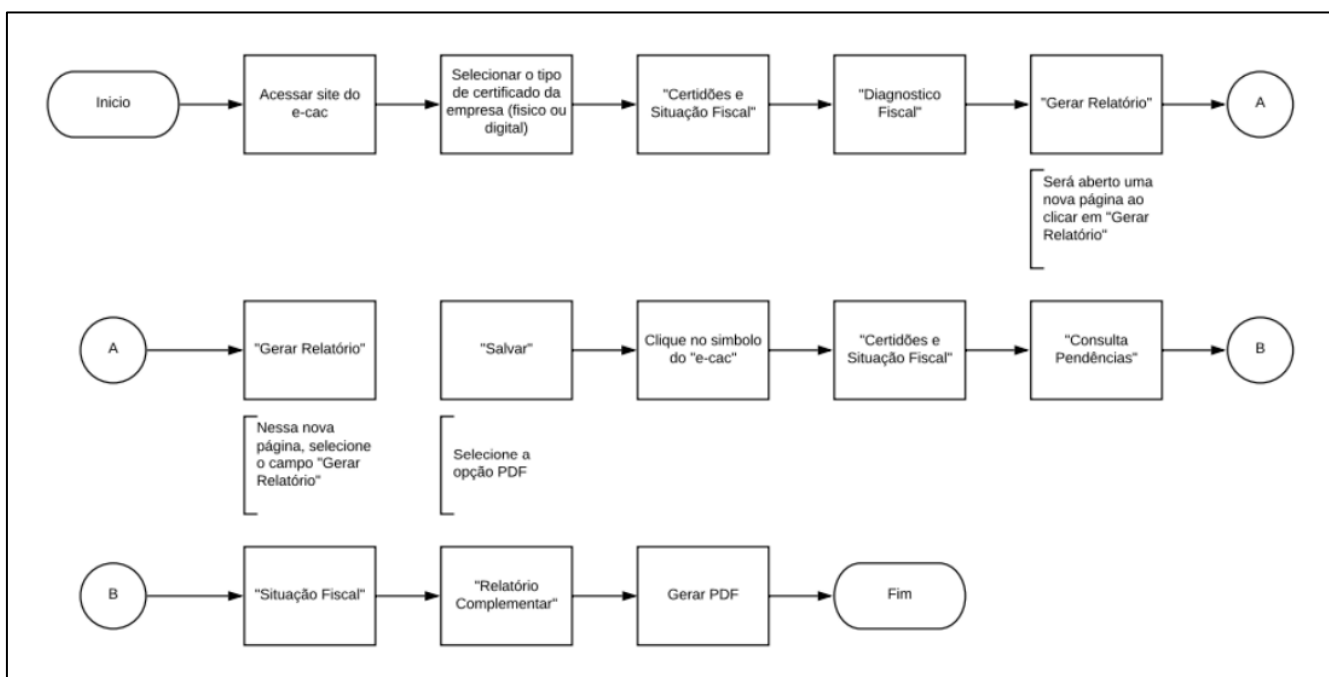 Inicio
Acessar site do
e-cac
Selecionar o tipo
de certificado da
empresa (fisico ou
digital)
"Certidões e
Situação Fiscal"
"Diagnostico
Fiscal"
"Gerar Relatório"
A
Será aberto uma
nova página ao
clicar em "Gerar
Relatório"
A
"Gerar Relatório"
"Salvar"
Clique no simbolo
do "e-cac"
"Certidões e
Situação Fiscal"
"Consulta
Pendências"
B
Nessa nova
página, selecione
o campo "Gerar
Relatório"
Selecione a
opção PDF
B
"Situação Fiscal"
"Relatório
Complementar"
Gerar PDF
Fim